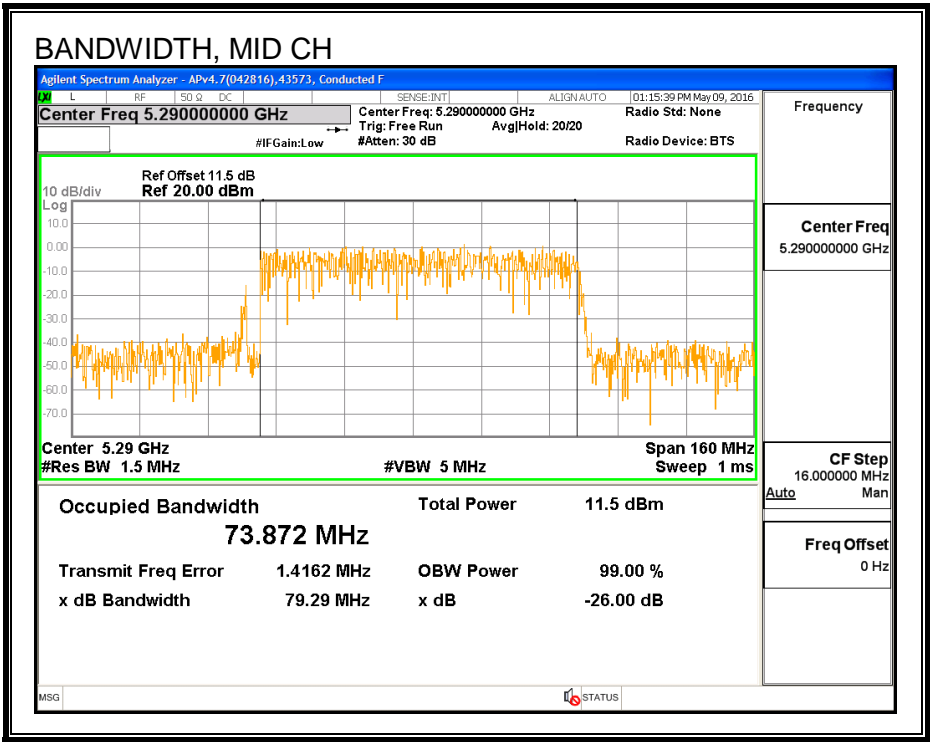 BANDWIDTH, MID CH
Agilent Spectrum Analyzer - APv4.7(042816),43573, Conducted F
LXI L RF 50 Ω DC SENSE:INT ALIGN AUTO 01:15:39 PM May 09, 2016
Center Freq 5.290000000 GHz
Center Freq: 5.290000000 GHz Radio Std: None
Trig: Free Run Avg|Hold: 20/20
#IFGain:Low #Atten: 30 dB Radio Device: BTS
Ref Offset 11.5 dB
10 dB/div Ref 20.00 dBm
Log
10.0
0.00
-10.0
-20.0
-30.0
-40.0
-50.0
-60.0
-70.0
Center 5.29 GHz Span 160 MHz
#Res BW 1.5 MHz #VBW 5 MHz Sweep 1 ms
Occupied Bandwidth Total Power 11.5 dBm
73.872 MHz
Transmit Freq Error 1.4162 MHz OBW Power 99.00 %
x dB Bandwidth 79.29 MHz x dB -26.00 dB
Frequency
Center Freq
5.290000000 GHz
CF Step
16.000000 MHz
Auto Man
Freq Offset
0 Hz
MSG STATUS